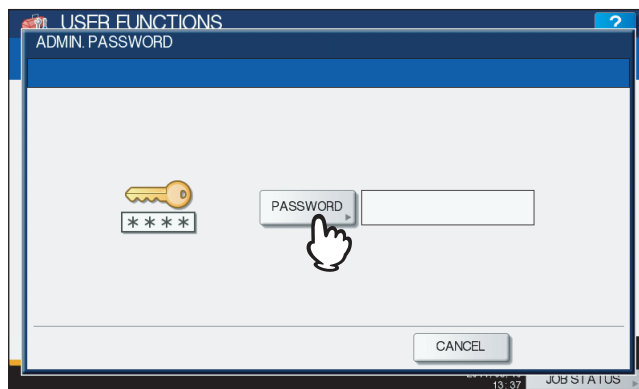 USER FUNCTIONS
?
ADMIN. PASSWORD
PASSWORD
****
CANCEL
13:37
JOB STATUS